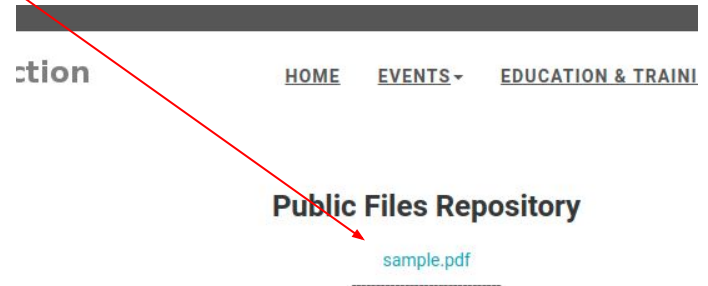 ction
HOME EVENTS EDUCATION & TRAINI
Public Files Repository
sample.pdf